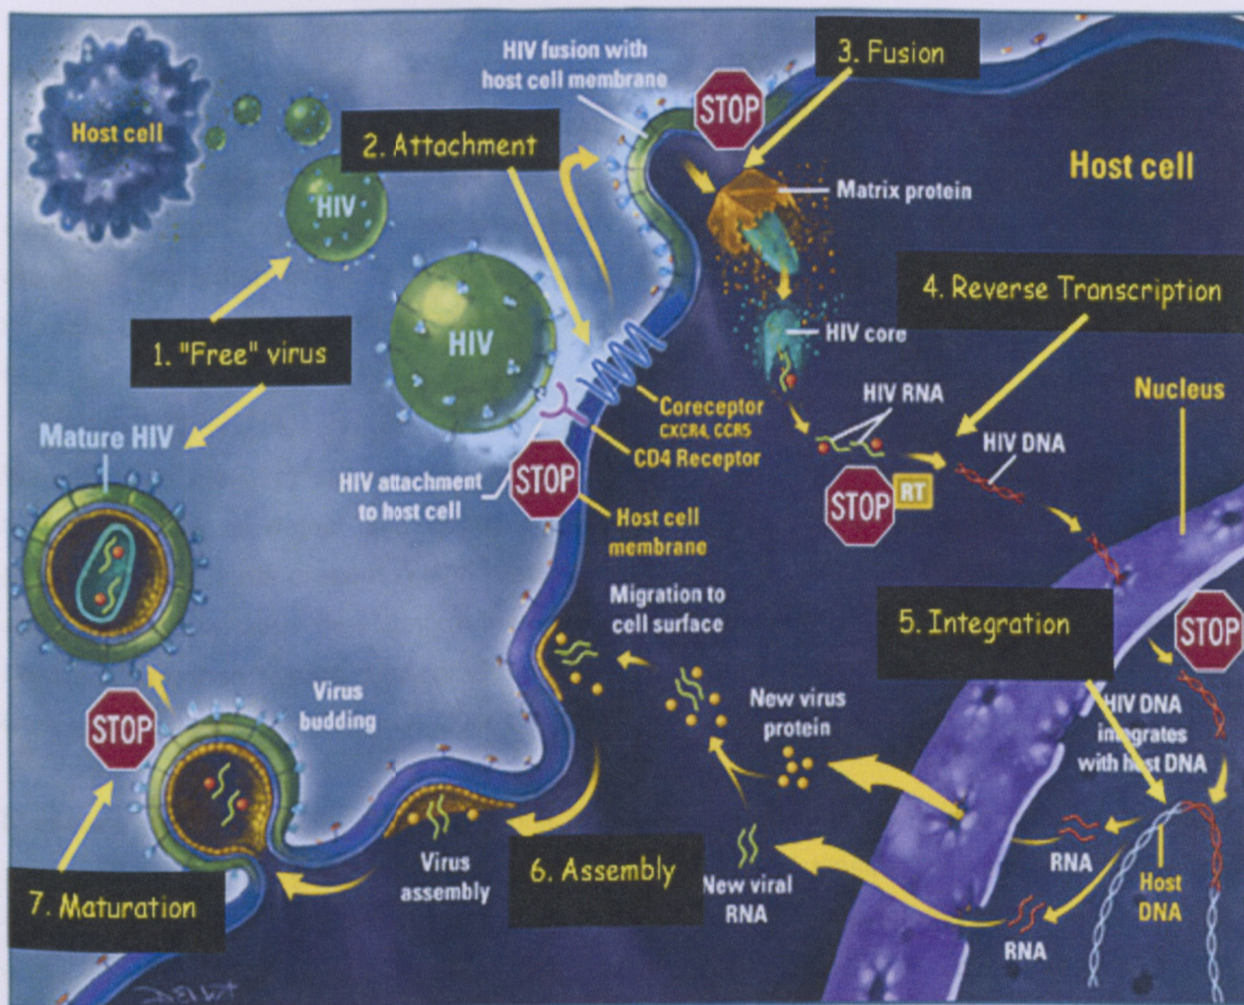 HIV fusion with
host cell membrane
3. Fusion
STOP
Host cell
2. Attachment
Host cell
HIV
Matrix protein
4. Reverse Transcription
1. "Free" virus
HIV
HIV core
Coreceptor
CXCR4, CCR5
CD4 Receptor
HIV RNA
Nucleus
HIV DNA
Mature HIV
HIV attachment
to host cell
STOP
STOP
RT
Host cell
membrane
Migration to
cell surface
5. Integration
STOP
STOP
Virus
budding
New virus
protein
HIV DNA
integrates
with host DNA
Virus
assembly
6. Assembly
New viral
RNA
RNA
Host
DNA
RNA
7. Maturation